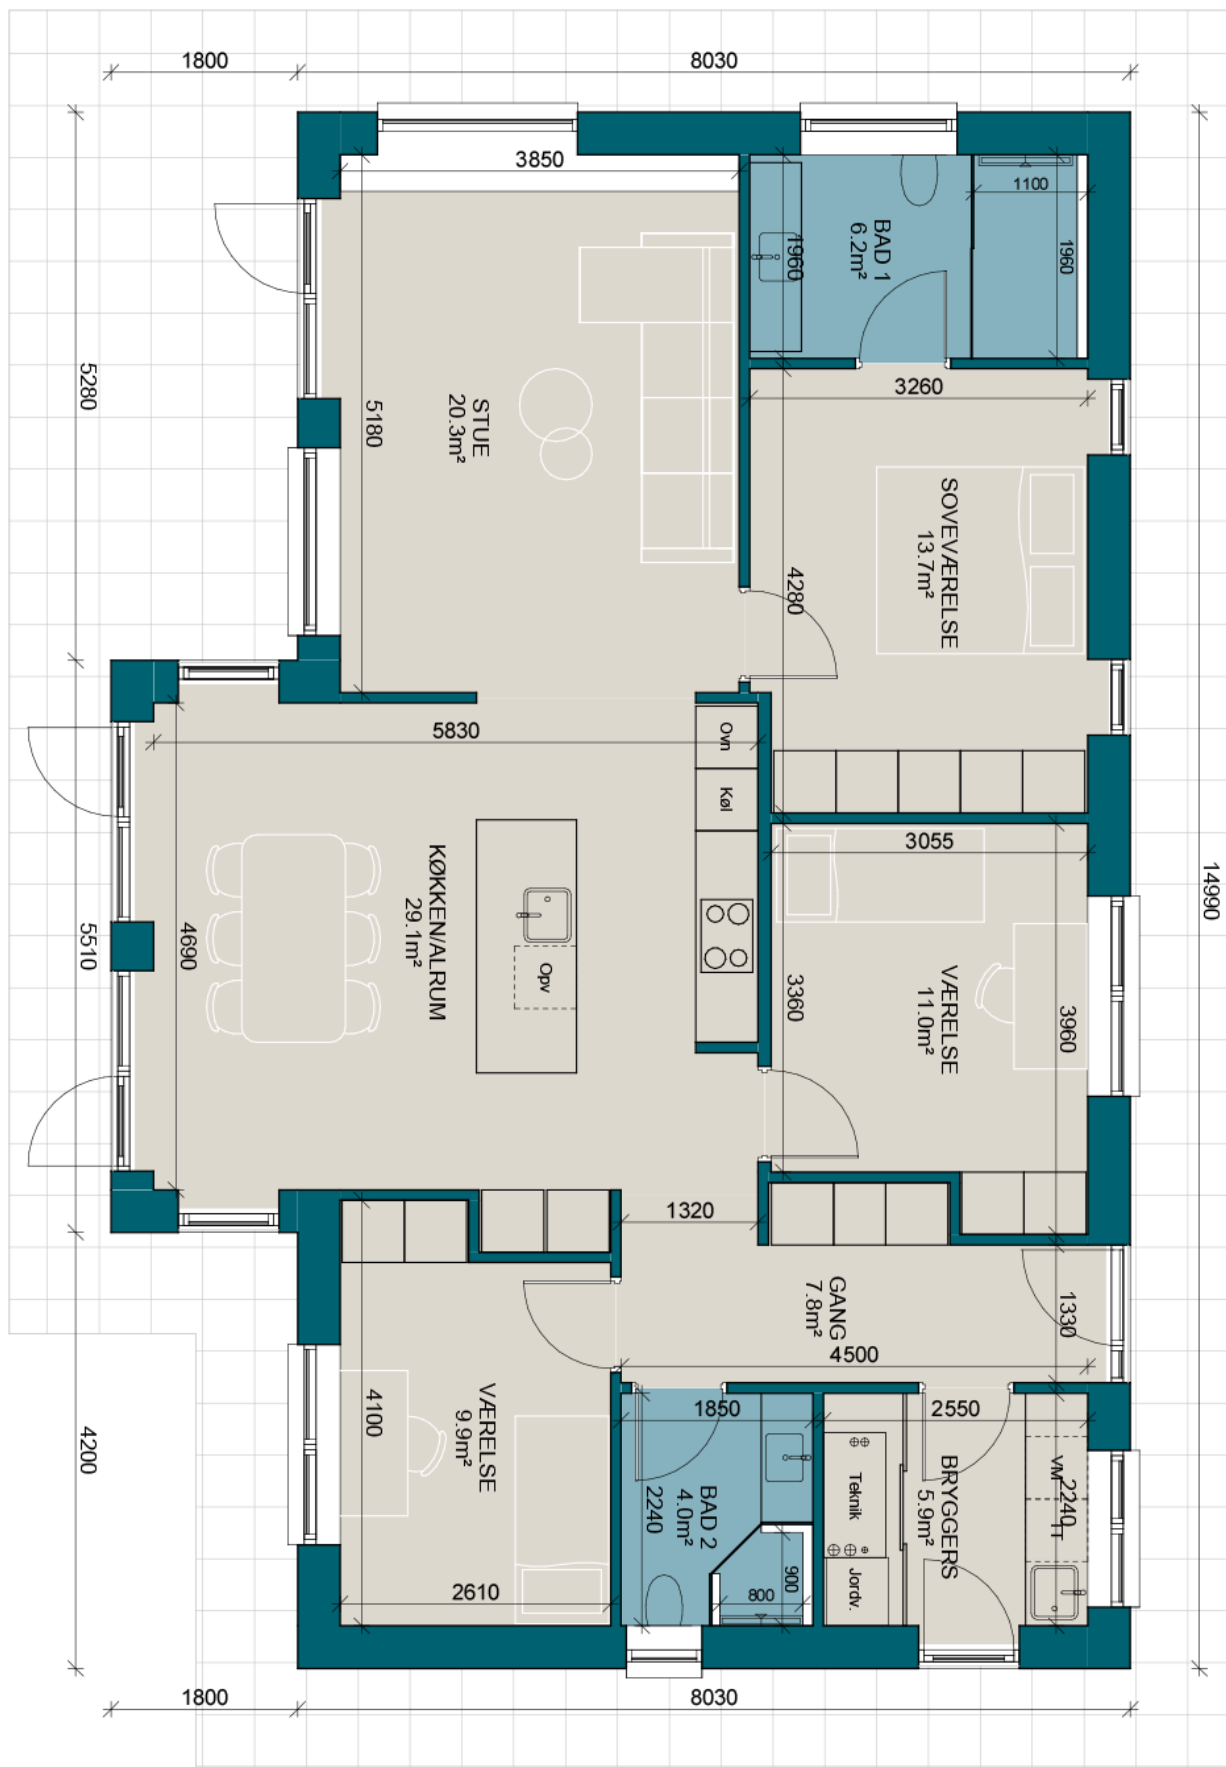 1800
8030
3850
1100
BAD 1
6.2m²
1960
1960
5280
5180
STUE
20.3m²
3260
SOVEVÆRELSE
13.7m²
4280
5830
Ovn
Køl
3055
14990
KØKKEN/ALRUM
29.1m²
4690
5510
Opv
VÆRELSE
11.0m²
3360
3960
1320
GANG
7.8m²
1330
4500
VÆRELSE
9.9m²
4100
4200
1850
2550
BAD 2
4.0m²
2240
Teknik
BRYGGERS
5.9m²
VM
2240
TT
900
800
Jordv.
2610
1800
8030